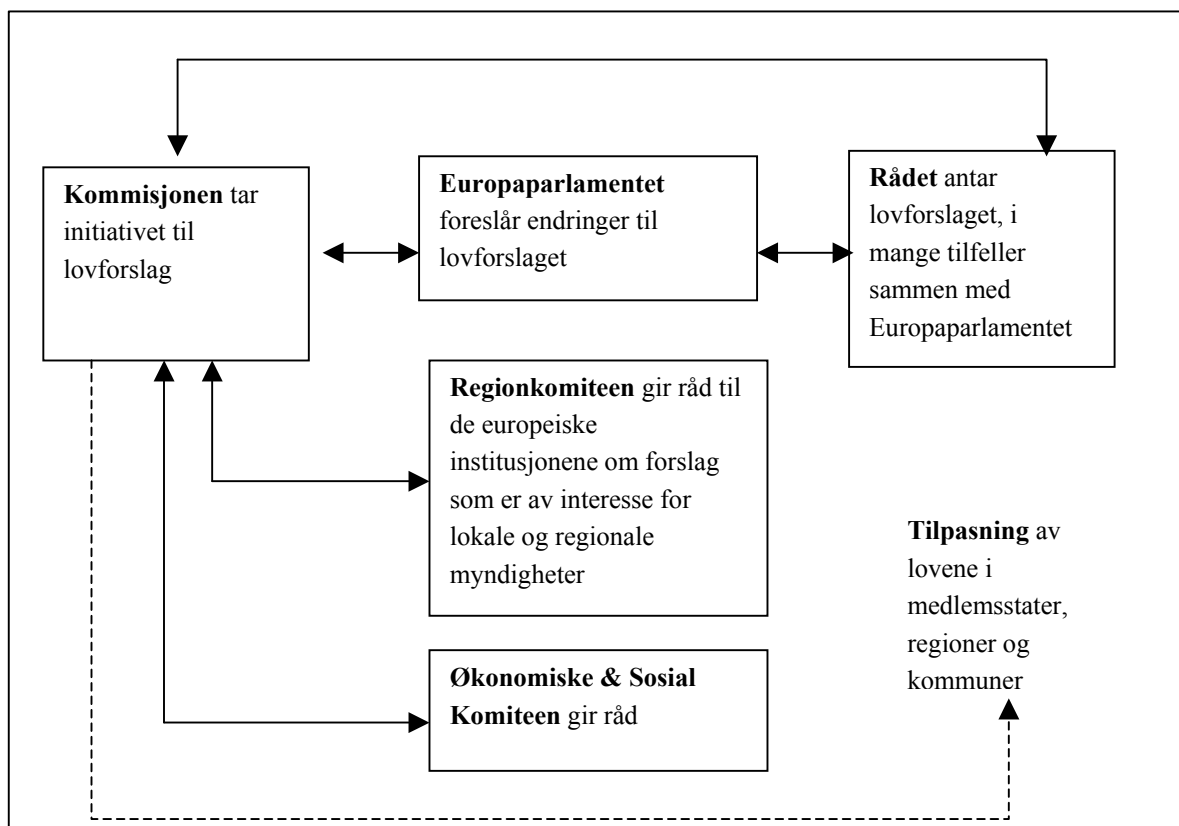 Kommisjonen tar
initiativet til
lovforslag
Europaparlamentet
foreslår endringer til
lovforslaget
Rådet antar
lovforslaget, i
mange tilfeller
sammen med
Europaparlamentet
Regionkomiteen gir råd til
de europeiske
institusjonene om forslag
som er av interesse for
lokale og regionale
myndigheter
Tilpasning av
lovene i
medlemsstater,
regioner og
kommuner
Økonomiske & Sosial
Komiteen gir råd